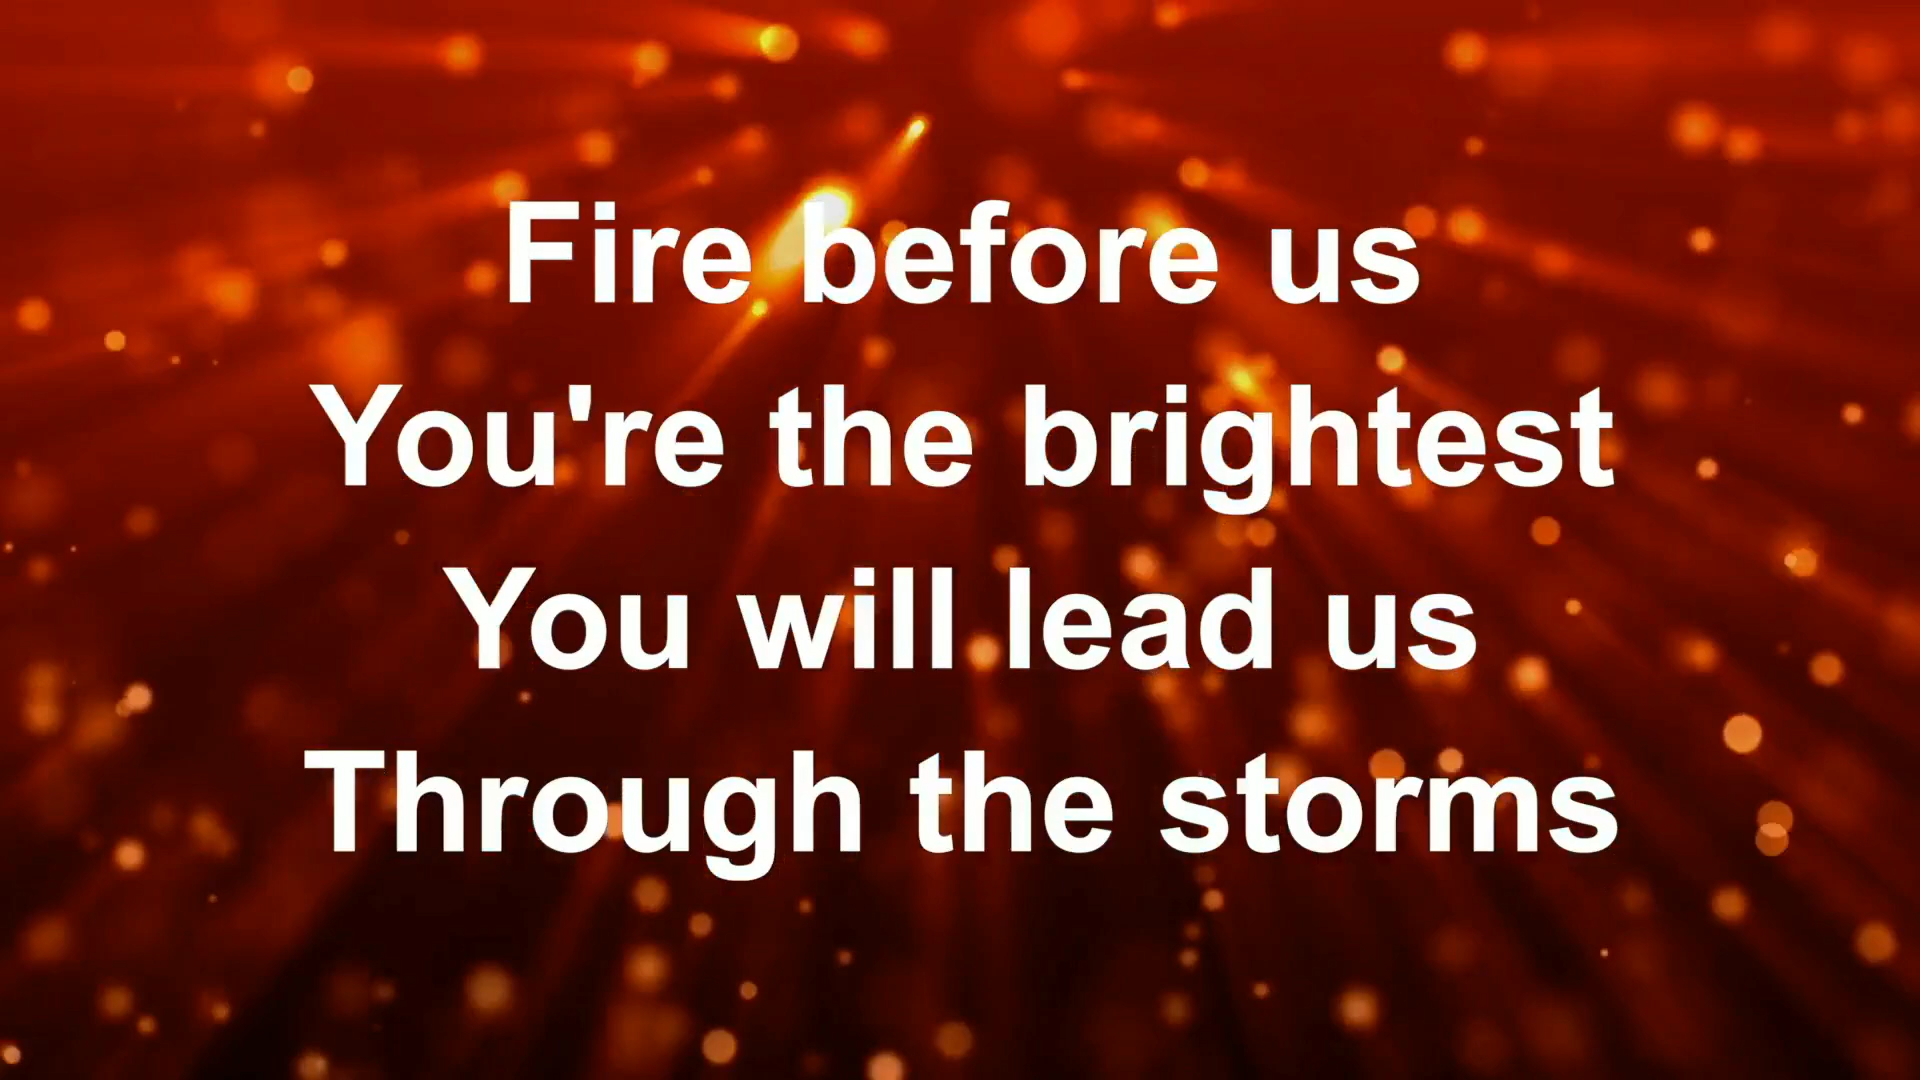 Fire before us
You're the brightest
You will lead us
Through the storms